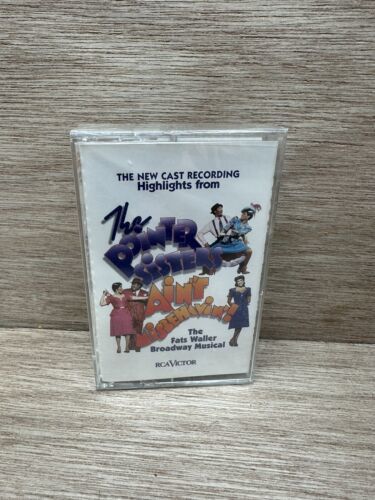 THE NEW CAST RECORDING
Highlights from
The
POINTER
SISTERS
AIN'T
MISBEHAVIN'
The
Fats Waller
Broadway Musical
RCA VICTOR